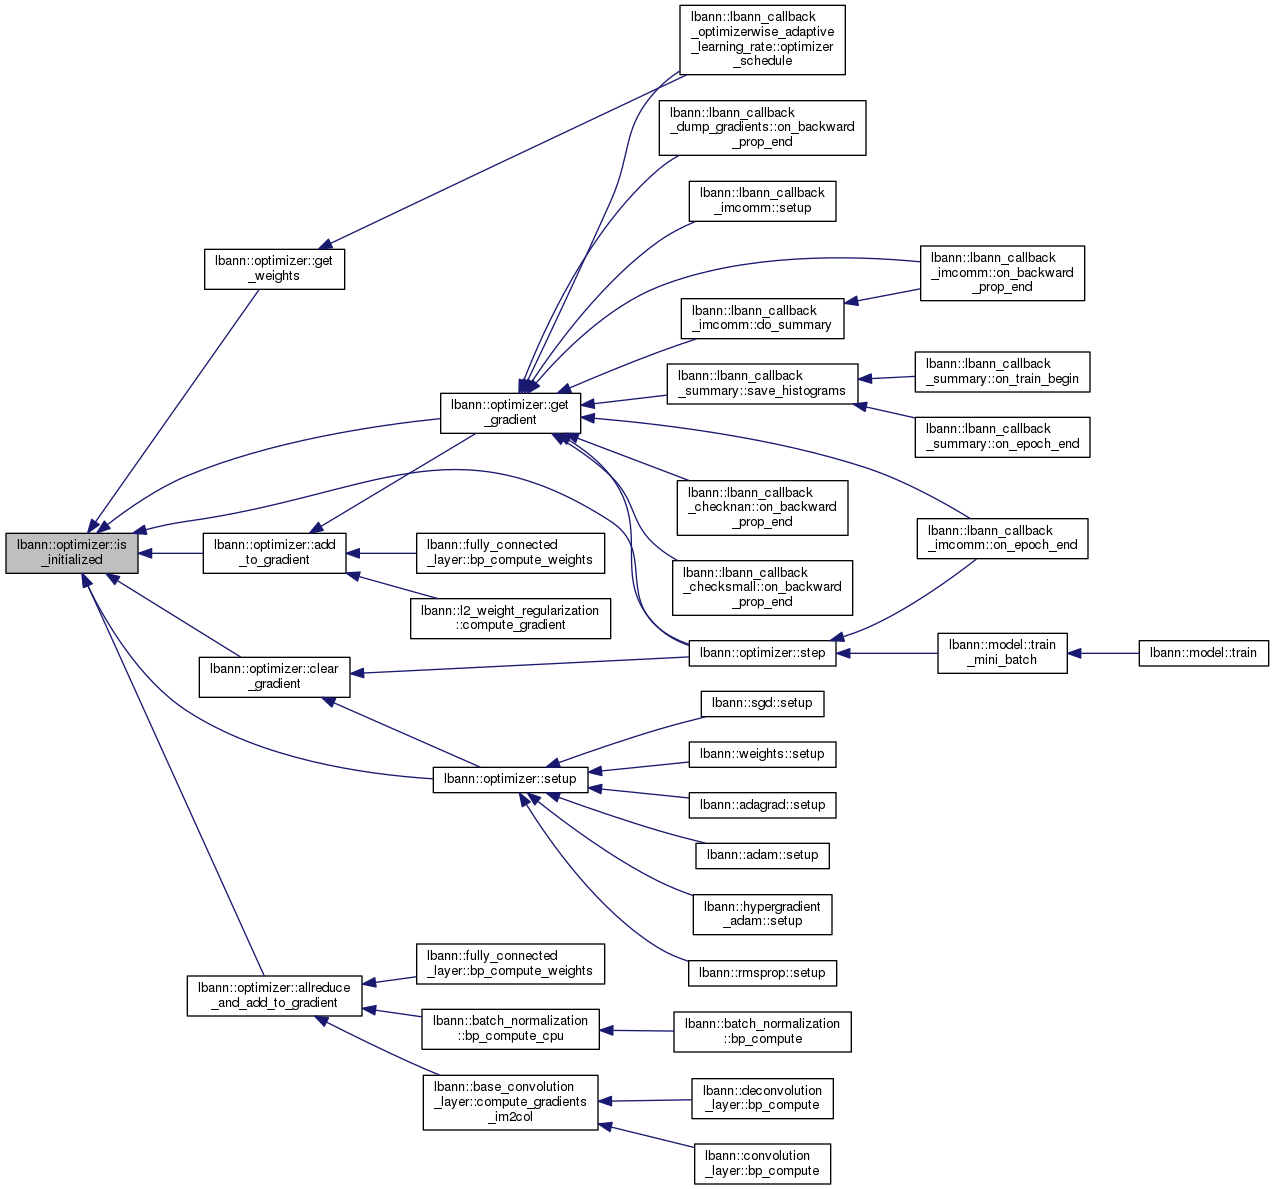 lbann::lbann_callback
_optimizerwise_adaptive
_learning_rate::optimizer
_schedule
lbann::lbann_callback
_dump_gradients::on_backward
_prop_end
lbann::lbann_callback
_imcomm::setup
lbann::optimizer::get
_weights
lbann::lbann_callback
_imcomm::on_backward
_prop_end
lbann::lbann_callback
_imcomm::do_summary
lbann::lbann_callback
_summary::save_histograms
lbann::lbann_callback
_summary::on_train_begin
lbann::optimizer::get
_gradient
lbann::lbann_callback
_summary::on_epoch_end
lbann::lbann_callback
_checknan::on_backward
_prop_end
lbann::lbann_callback
_imcomm::on_epoch_end
lbann::optimizer::is
_initialized
lbann::optimizer::add
_to_gradient
lbann::fully_connected
_layer::bp_compute_weights
lbann::lbann_callback
_checksmall::on_backward
_prop_end
lbann::l2_weight_regularization
::compute_gradient
lbann::optimizer::step
lbann::model::train
_mini_batch
lbann::model::train
lbann::optimizer::clear
_gradient
lbann::sgd::setup
lbann::weights::setup
lbann::optimizer::setup
lbann::adagrad::setup
lbann::adam::setup
lbann::hypergradient
_adam::setup
lbann::rmsprop::setup
lbann::fully_connected
_layer::bp_compute_weights
lbann::optimizer::allreduce
_and_add_to_gradient
lbann::batch_normalization
::bp_compute_cpu
lbann::batch_normalization
::bp_compute
lbann::base_convolution
_layer::compute_gradients
_im2col
lbann::deconvolution
_layer::bp_compute
lbann::convolution
_layer::bp_compute